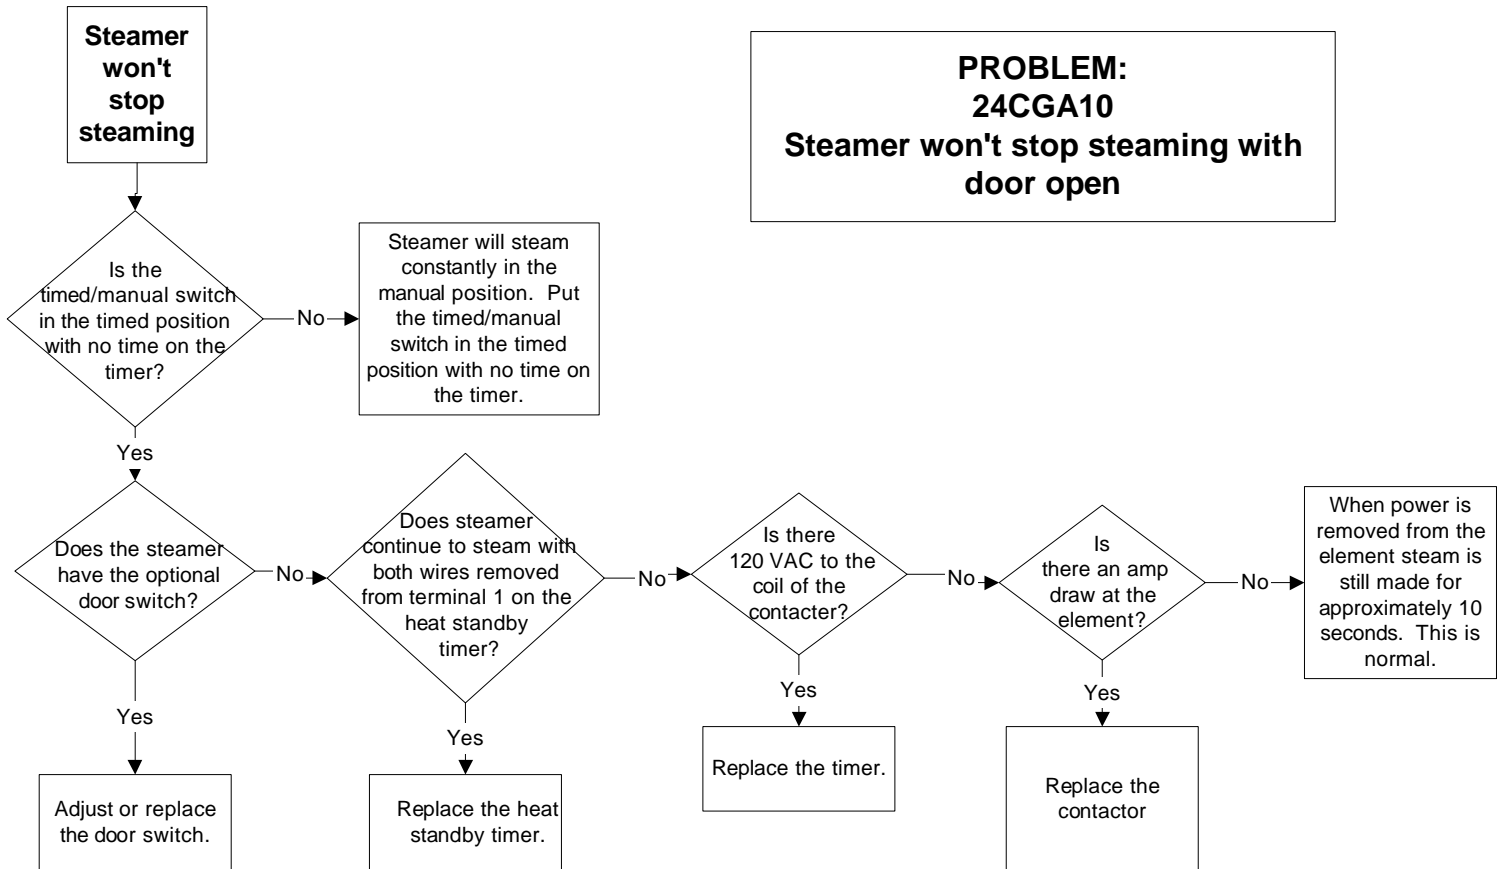 Steamer
won't
stop
steaming
PROBLEM:
24CGA10
Steamer won't stop steaming with
door open
Is the
timed/manual switch
in the timed position
with no time on the
timer?
No
Steamer will steam
constantly in the
manual position. Put
the timed/manual
switch in the timed
position with no time on
the timer.
Yes
Does the steamer
have the optional
door switch?
No
Does steamer
continue to steam with
both wires removed
from terminal 1 on the
heat standby
timer?
No
Is there
120 VAC to the
coil of the
contacter?
No
Is
there an amp
draw at the
element?
No
When power is
removed from the
element steam is
still made for
approximately 10
seconds. This is
normal.
Yes
Adjust or replace
the door switch.
Yes
Replace the heat
standby timer.
Yes
Replace the timer.
Yes
Replace the
contactor